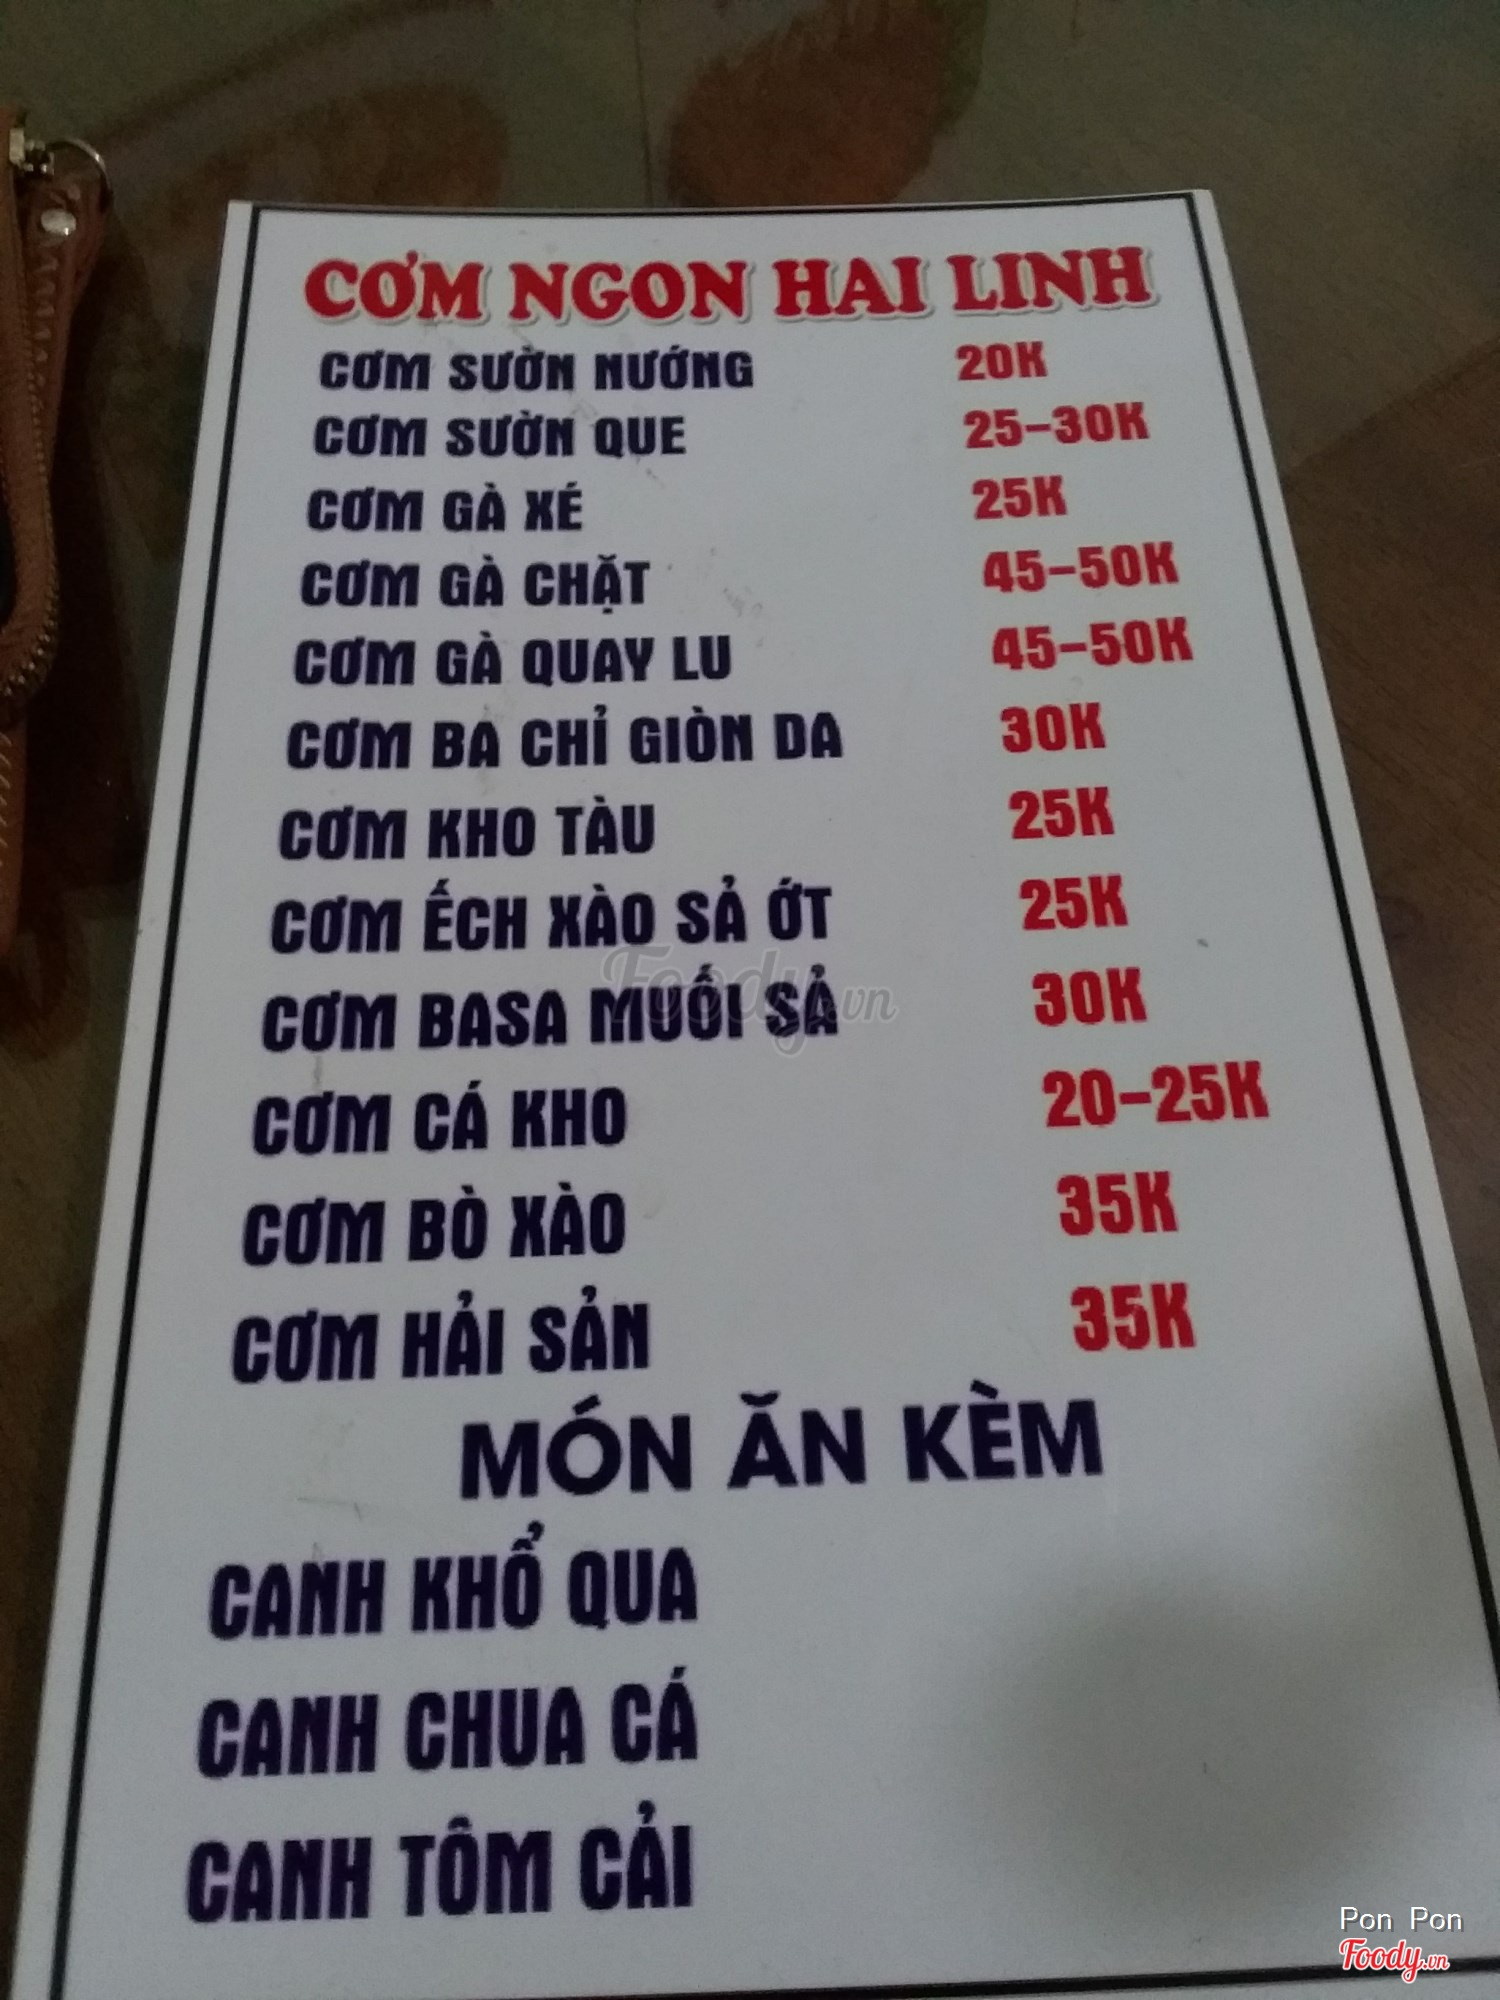 CƠM NGON HAI LINH
CƠM SƯỜN NƯỚNG 20K
CƠM SƯỜN QUE 25-30K
CƠM GÀ XÉ 25K
CƠM GÀ CHẶT 45-50K
CƠM GÀ QUAY LU 45-50K
CƠM BA CHỈ GIÒN DA 30K
CƠM KHO TÀU 25K
CƠM ẾCH XÀO SẢ ỚT 25K
CƠM BASA MUỐI SẢ 30K
Foody.vn
CƠM CÁ KHO 20-25K
CƠM BÒ XÀO 35K
CƠM HẢI SẢN 35K
MÓN ĂN KÈM
CANH KHỔ QUA
CANH CHUA CÁ
CANH TÔM CẢI
Pon Pon
Foody.vn